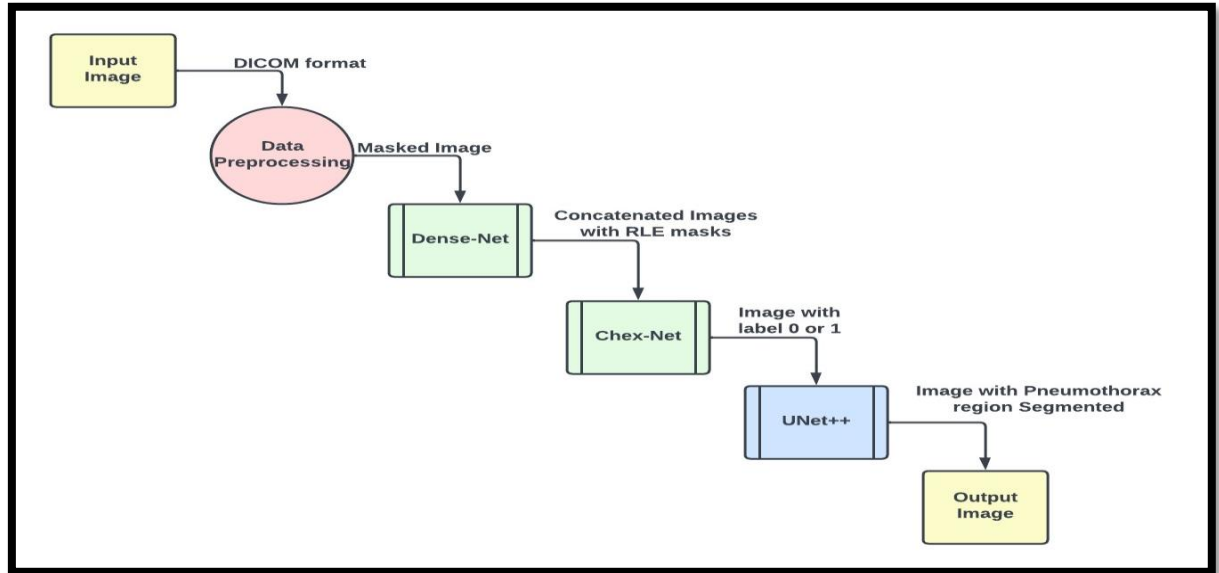 Input
Image
DICOM format
Data
Preprocessing
Masked Image
Dense-Net
Concatenated Images
with RLE masks
Chex-Net
Image with
label 0 or 1
UNet++
Image with Pneumothorax
region Segmented
Output
Image